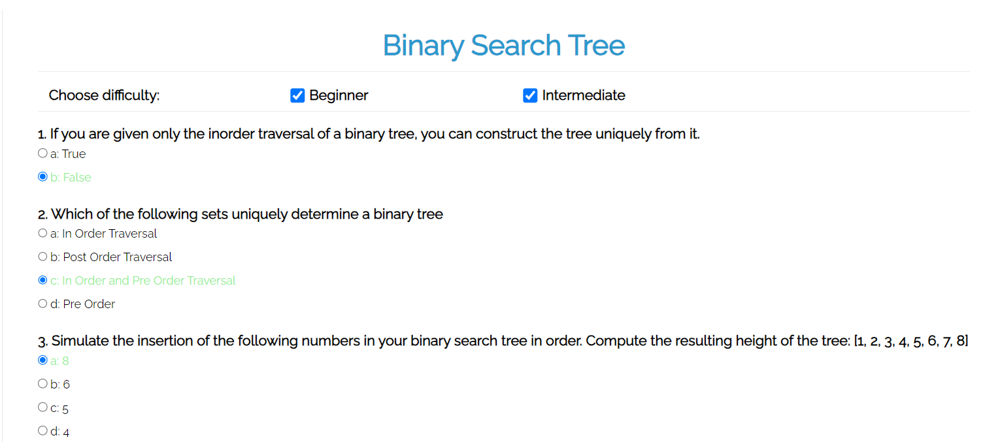 Binary Search Tree
Choose difficulty: Beginner Intermediate
1. If you are given only the inorder traversal of a binary tree, you can construct the tree uniquely from it.
a: True
b: False
2. Which of the following sets uniquely determine a binary tree
a: In Order Traversal
b: Post Order Traversal
c: In Order and Pre Order Traversal
d: Pre Order
3. Simulate the insertion of the following numbers in your binary search tree in order. Compute the resulting height of the tree: [1, 2, 3, 4, 5, 6, 7, 8]
a: 8
b: 6
c: 5
d: 4